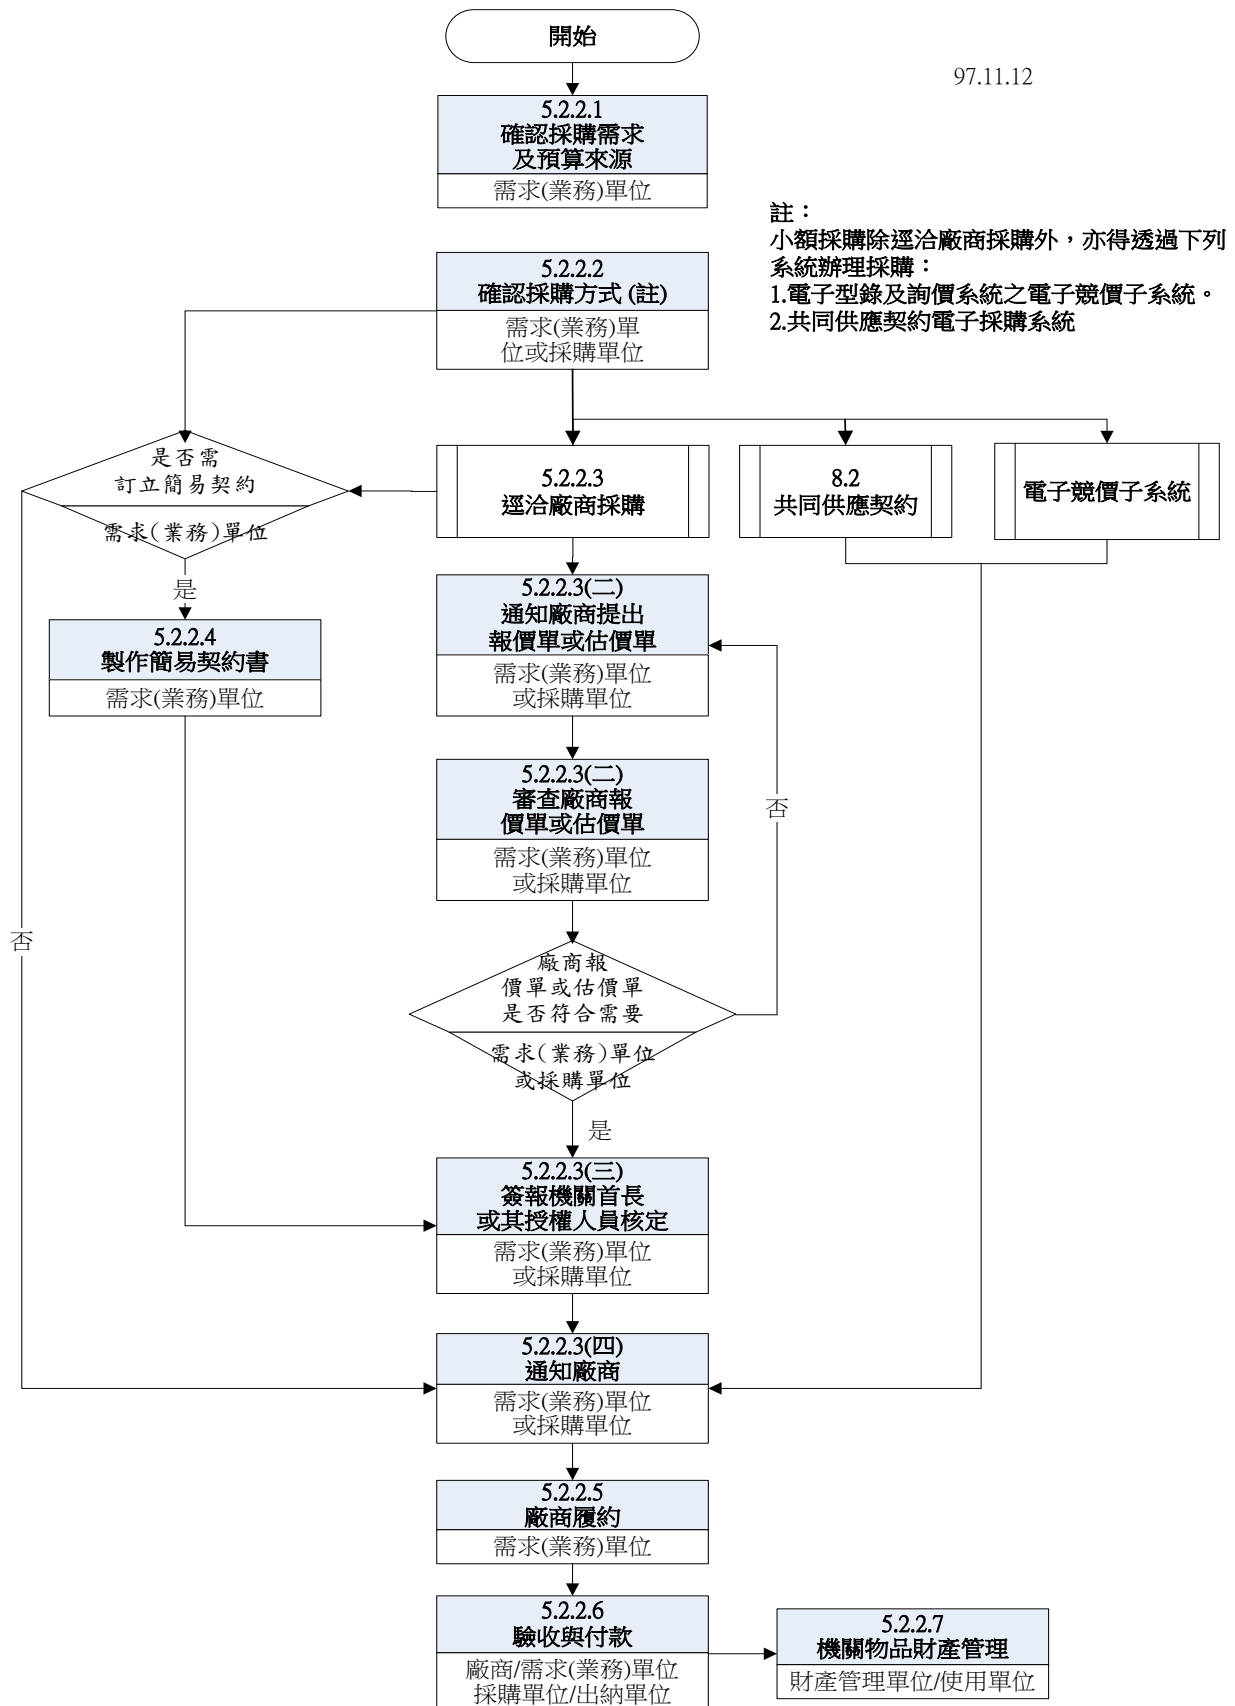 開始
97.11.12
5.2.2.1
確認採購需求
及預算來源
需求(業務)單位
註：
小額採購除逕洽廠商採購外，亦得透過下列
系統辦理採購：
1.電子型錄及詢價系統之電子競價子系統。
2.共同供應契約電子採購系統
5.2.2.2
確認採購方式 (註)
需求(業務)單
位或採購單位
是否需
訂立簡易契約
需求(業務)單位
5.2.2.3
逕洽廠商採購
8.2
共同供應契約
電子競價子系統
是
5.2.2.4
製作簡易契約書
需求(業務)單位
5.2.2.3(二)
通知廠商提出
報價單或估價單
需求(業務)單位
或採購單位
5.2.2.3(二)
審查廠商報
價單或估價單
需求(業務)單位
或採購單位
否
否
廠商報
價單或估價單
是否符合需要
需求(業務)單位
或採購單位
是
5.2.2.3(三)
簽報機關首長
或其授權人員核定
需求(業務)單位
或採購單位
5.2.2.3(四)
通知廠商
需求(業務)單位
或採購單位
5.2.2.5
廠商履約
需求(業務)單位
5.2.2.6
驗收與付款
廠商/需求(業務)單位
採購單位/出納單位
5.2.2.7
機關物品財產管理
財產管理單位/使用單位